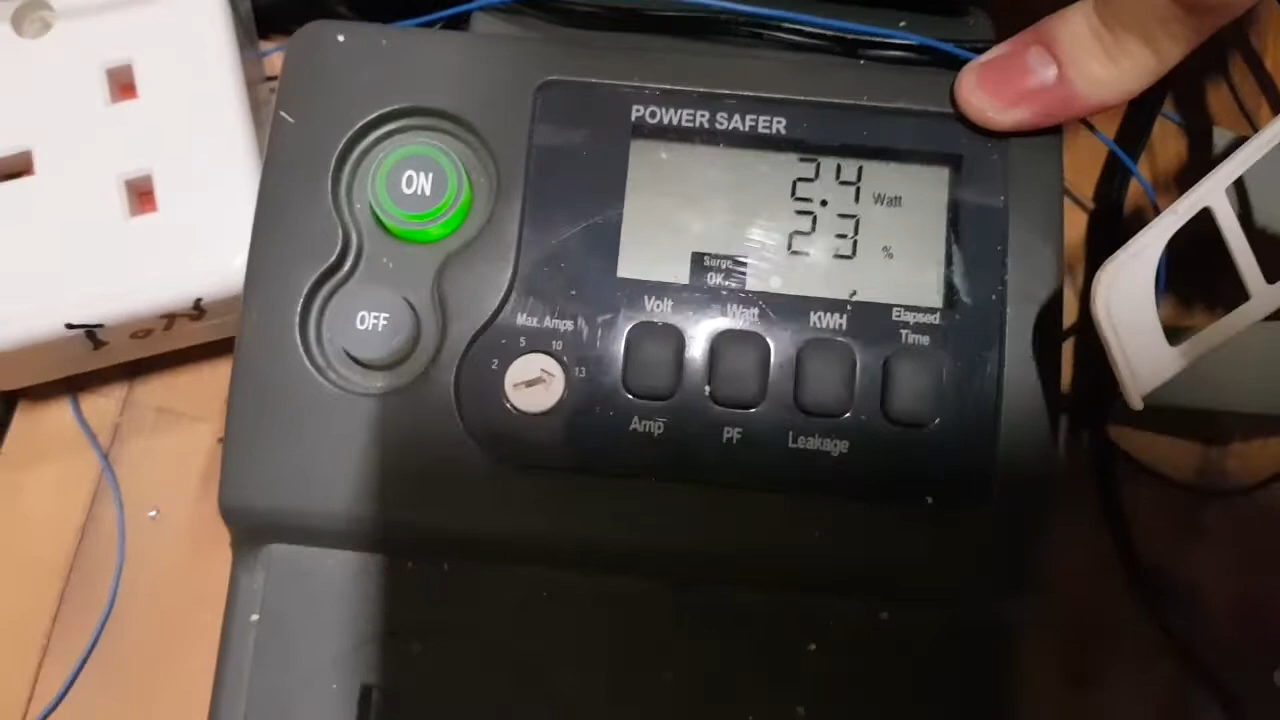 POWER SAFER
ON
2.4 Watt
23 %
Surge
OK
OFF
Volt Watt KWH Elapsed
Time
Max. Amps
2 5 10 13
Amp PF Leakage